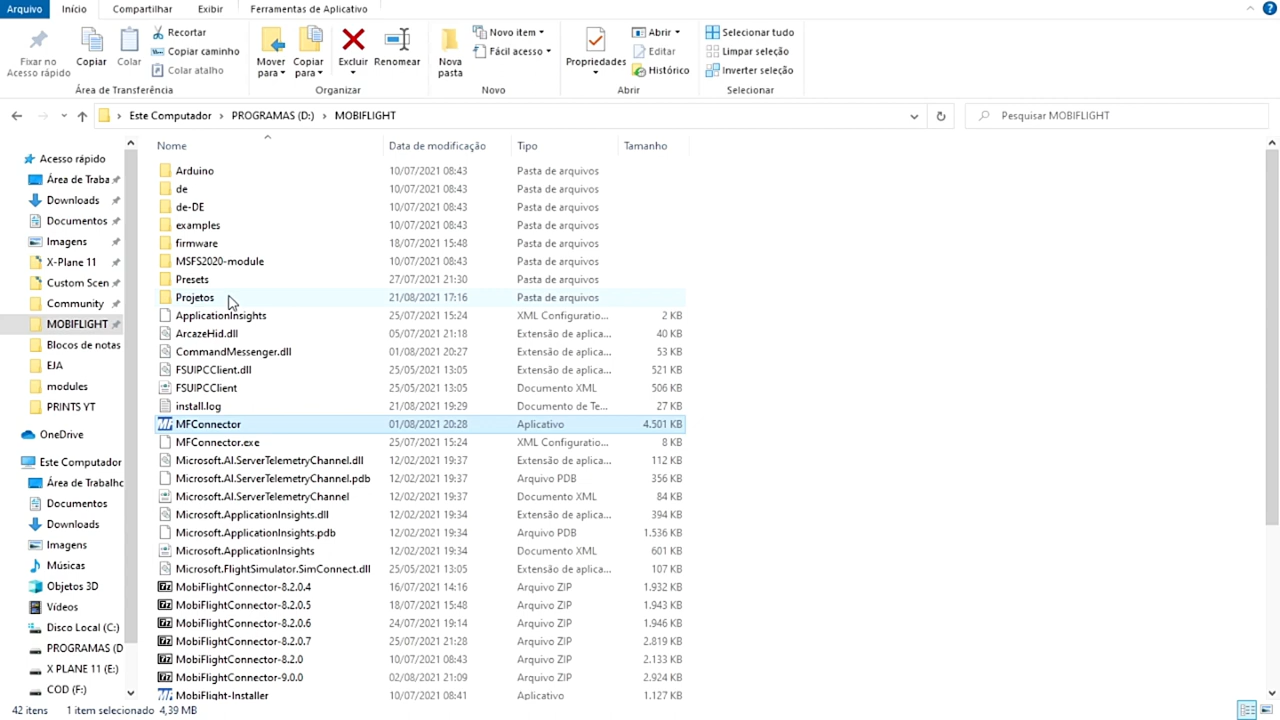 Arquivo Início Compartilhar Exibir Ferramentas de Aplicativo
Fixar no Acesso rápido
Copiar
Colar
Recortar
Copiar caminho
Colar atalho
Área de Transferência
Mover para
Copiar para
Excluir
Renomear
Organizar
Nova pasta
Novo item
Fácil acesso
Novo
Propriedades
Abrir
Editar
Histórico
Abrir
Selecionar tudo
Limpar seleção
Inverter seleção
Selecionar
Este Computador PROGRAMAS (D:) MOBIFLIGHT
Pesquisar MOBIFLIGHT
Acesso rápido
Área de Traba
Downloads
Documentos
Imagens
X-Plane 11
Custom Scen
Community
MOBIFLIGHT
Blocos de notas
EJA
modules
PRINTS YT
OneDrive
Este Computador
Área de Trabalho
Documentos
Downloads
Imagens
Músicas
Objetos 3D
Vídeos
Disco Local (C:)
PROGRAMAS (D
X PLANE 11 (E:)
COD (F:)
Nome Data de modificação Tipo Tamanho
Arduino 10/07/2021 08:43 Pasta de arquivos
de 10/07/2021 08:43 Pasta de arquivos
de-DE 10/07/2021 08:43 Pasta de arquivos
examples 10/07/2021 08:43 Pasta de arquivos
firmware 18/07/2021 15:48 Pasta de arquivos
MSFS2020-module 10/07/2021 08:43 Pasta de arquivos
Presets 27/07/2021 21:30 Pasta de arquivos
Projetos 21/08/2021 17:16 Pasta de arquivos
ApplicationInsights 25/07/2021 15:24 XML Configuratio... 2 KB
ArcazeHid.dll 05/07/2021 21:18 Extensão de aplica... 40 KB
CommandMessenger.dll 01/08/2021 20:27 Extensão de aplica... 53 KB
FSUIPCClient.dll 25/05/2021 13:05 Extensão de aplica... 521 KB
FSUIPCClient 25/05/2021 13:05 Documento XML 506 KB
install.log 21/08/2021 19:29 Documento de Te... 27 KB
MFConnector 01/08/2021 20:28 Aplicativo 4.501 KB
MFConnector.exe 25/07/2021 15:24 XML Configuratio... 8 KB
Microsoft.AI.ServerTelemetryChannel.dll 12/02/2021 19:37 Extensão de aplica... 112 KB
Microsoft.AI.ServerTelemetryChannel.pdb 12/02/2021 19:37 Arquivo PDB 356 KB
Microsoft.AI.ServerTelemetryChannel 12/02/2021 19:37 Documento XML 84 KB
Microsoft.ApplicationInsights.dll 12/02/2021 19:34 Extensão de aplica... 394 KB
Microsoft.ApplicationInsights.pdb 12/02/2021 19:34 Arquivo PDB 1.536 KB
Microsoft.ApplicationInsights 12/02/2021 19:34 Documento XML 601 KB
Microsoft.FlightSimulator.SimConnect.dll 25/05/2021 13:05 Extensão de aplica... 107 KB
MobiFlightConnector-8.2.0.4 16/07/2021 14:16 Arquivo ZIP 1.932 KB
MobiFlightConnector-8.2.0.5 18/07/2021 15:48 Arquivo ZIP 1.943 KB
MobiFlightConnector-8.2.0.6 24/07/2021 19:14 Arquivo ZIP 1.946 KB
MobiFlightConnector-8.2.0.7 25/07/2021 21:28 Arquivo ZIP 2.819 KB
MobiFlightConnector-8.2.0 10/07/2021 08:43 Arquivo ZIP 2.133 KB
MobiFlightConnector-9.0.0 02/08/2021 21:09 Arquivo ZIP 2.924 KB
MobiFlight-Installer 10/07/2021 08:41 Aplicativo 1.127 KB
42 itens 1 item selecionado 4,39 MB